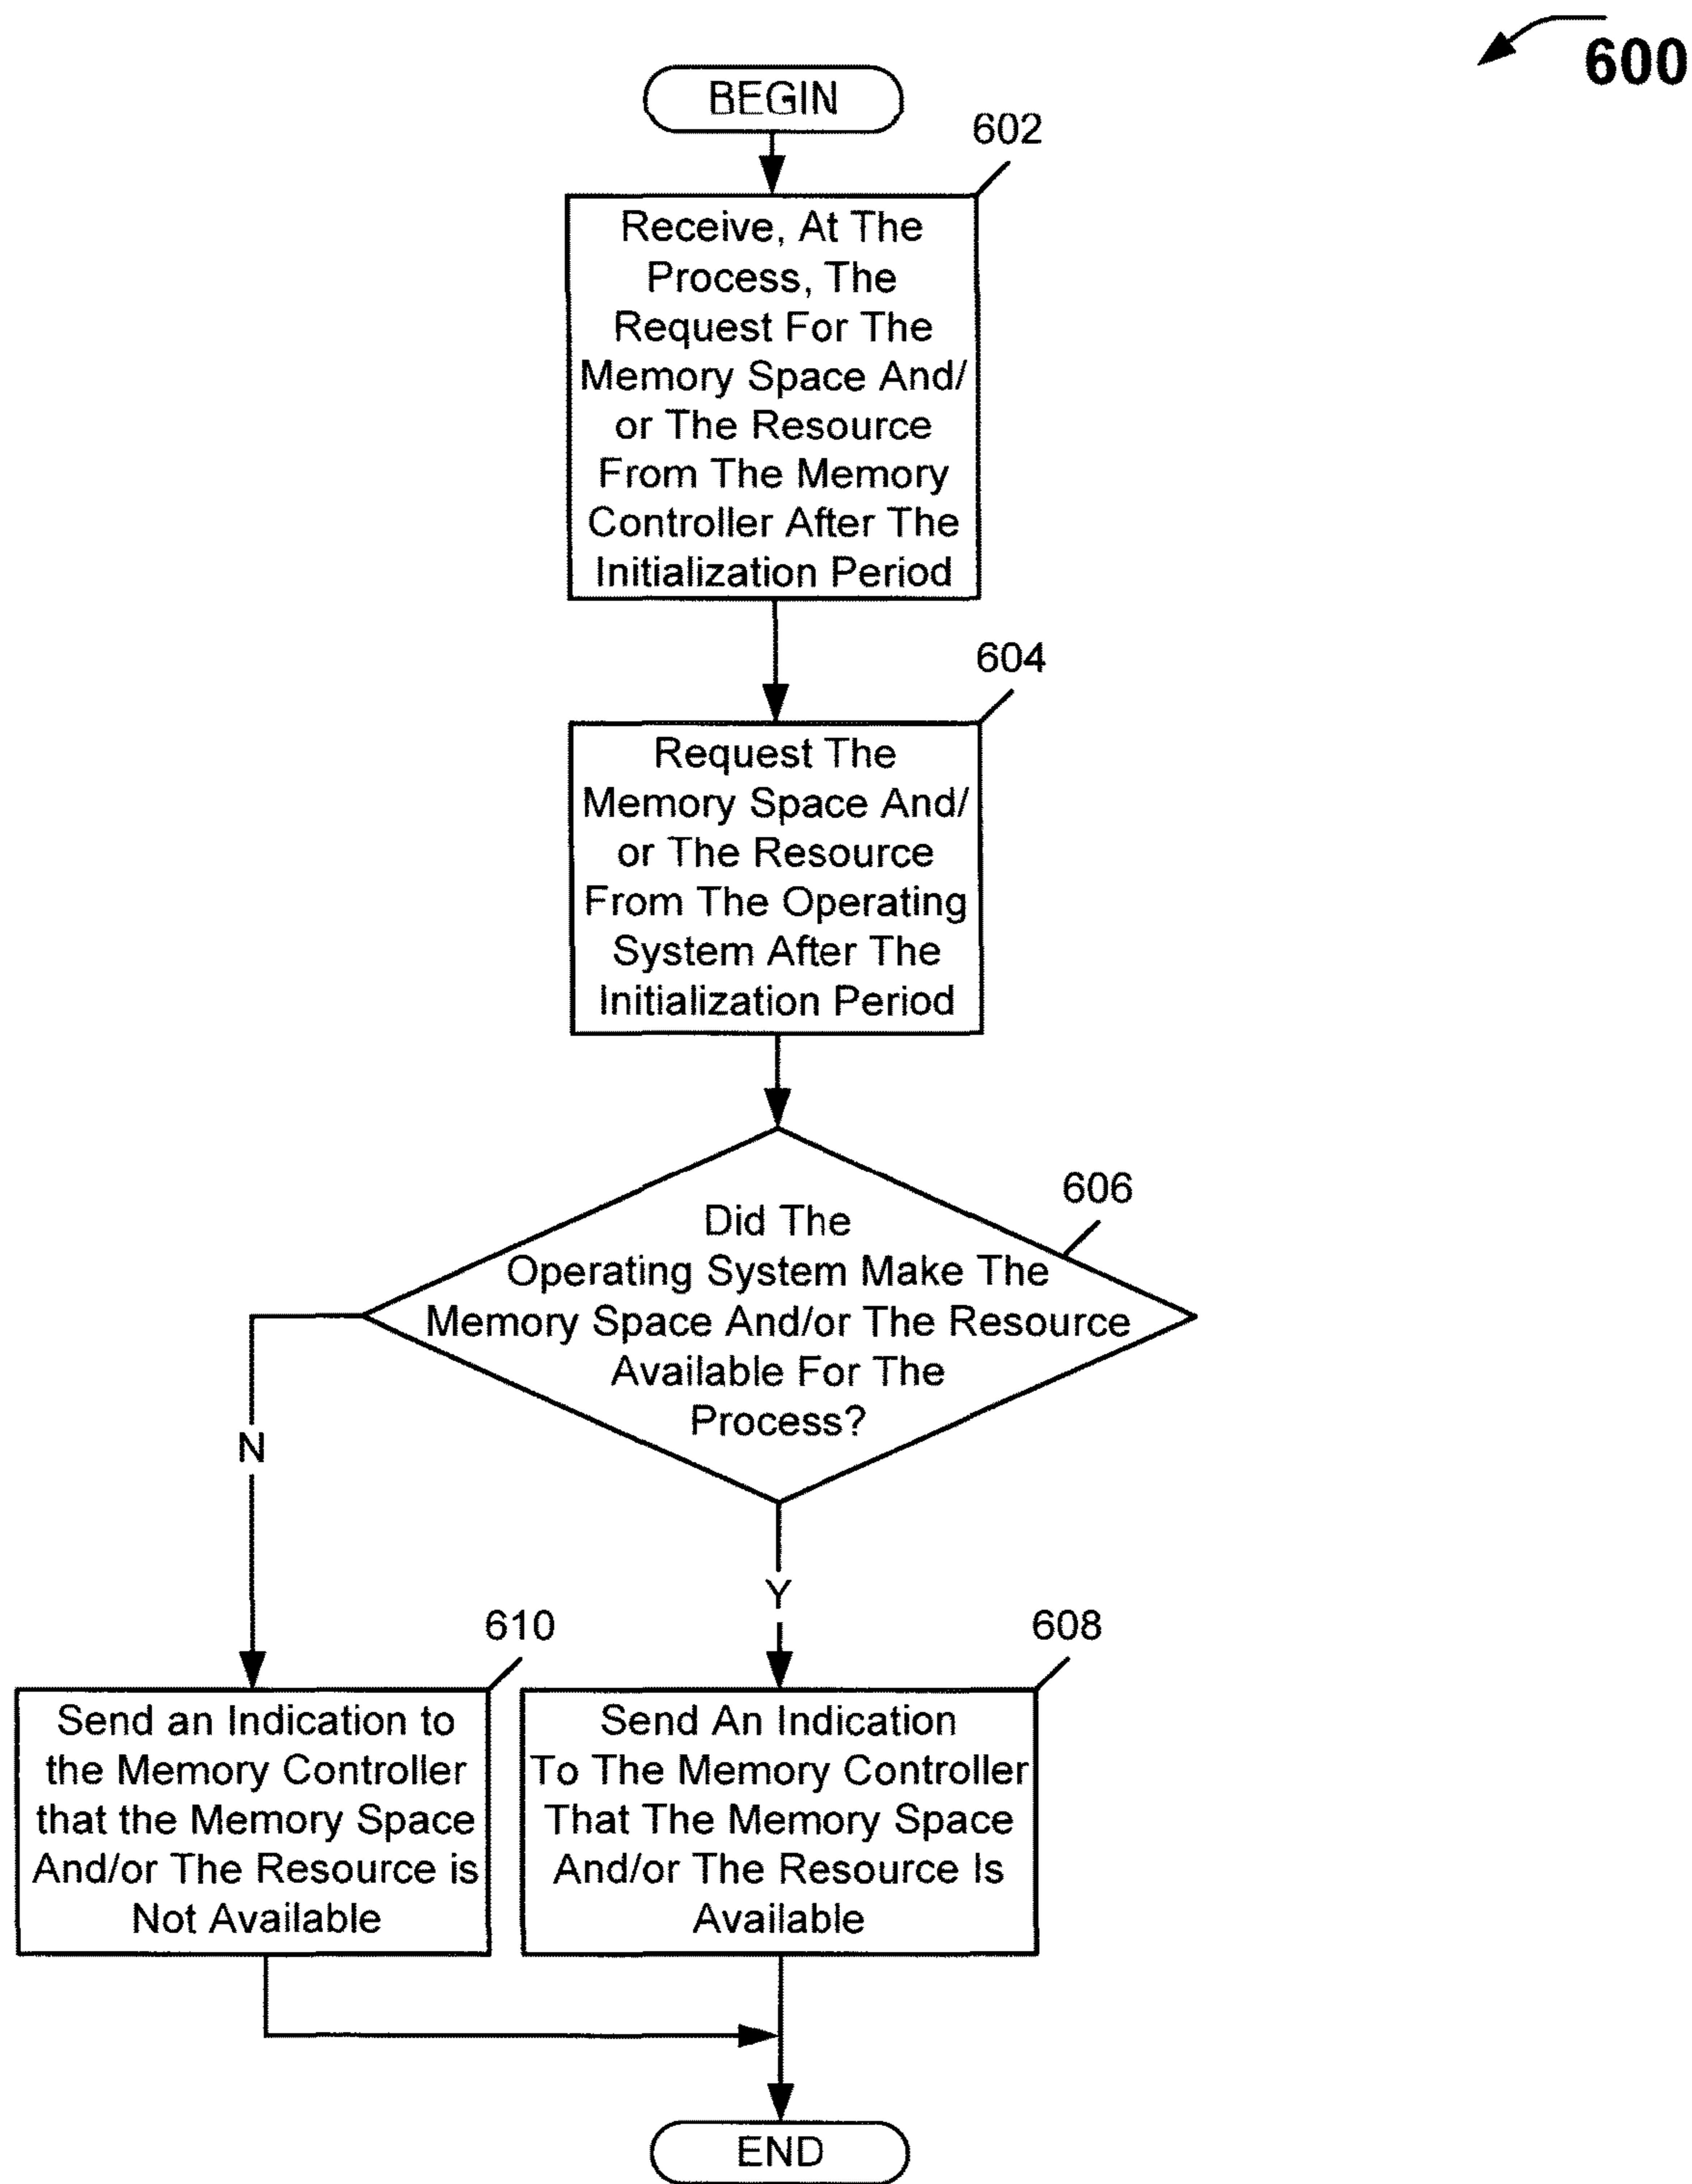 600
BEGIN
602
Receive, At The
Process, The
Request For The
Memory Space And/
or The Resource
From The Memory
Controller After The
Initialization Period
604
Request The
Memory Space And/
or The Resource
From The Operating
System After The
Initialization Period
606
Did The
Operating System Make The
Memory Space And/or The Resource
Available For The
Process?
N
Y
610
Send an Indication to
the Memory Controller
that the Memory Space
And/or The Resource is
Not Available
608
Send An Indication
To The Memory Controller
That The Memory Space
And/or The Resource Is
Available
END